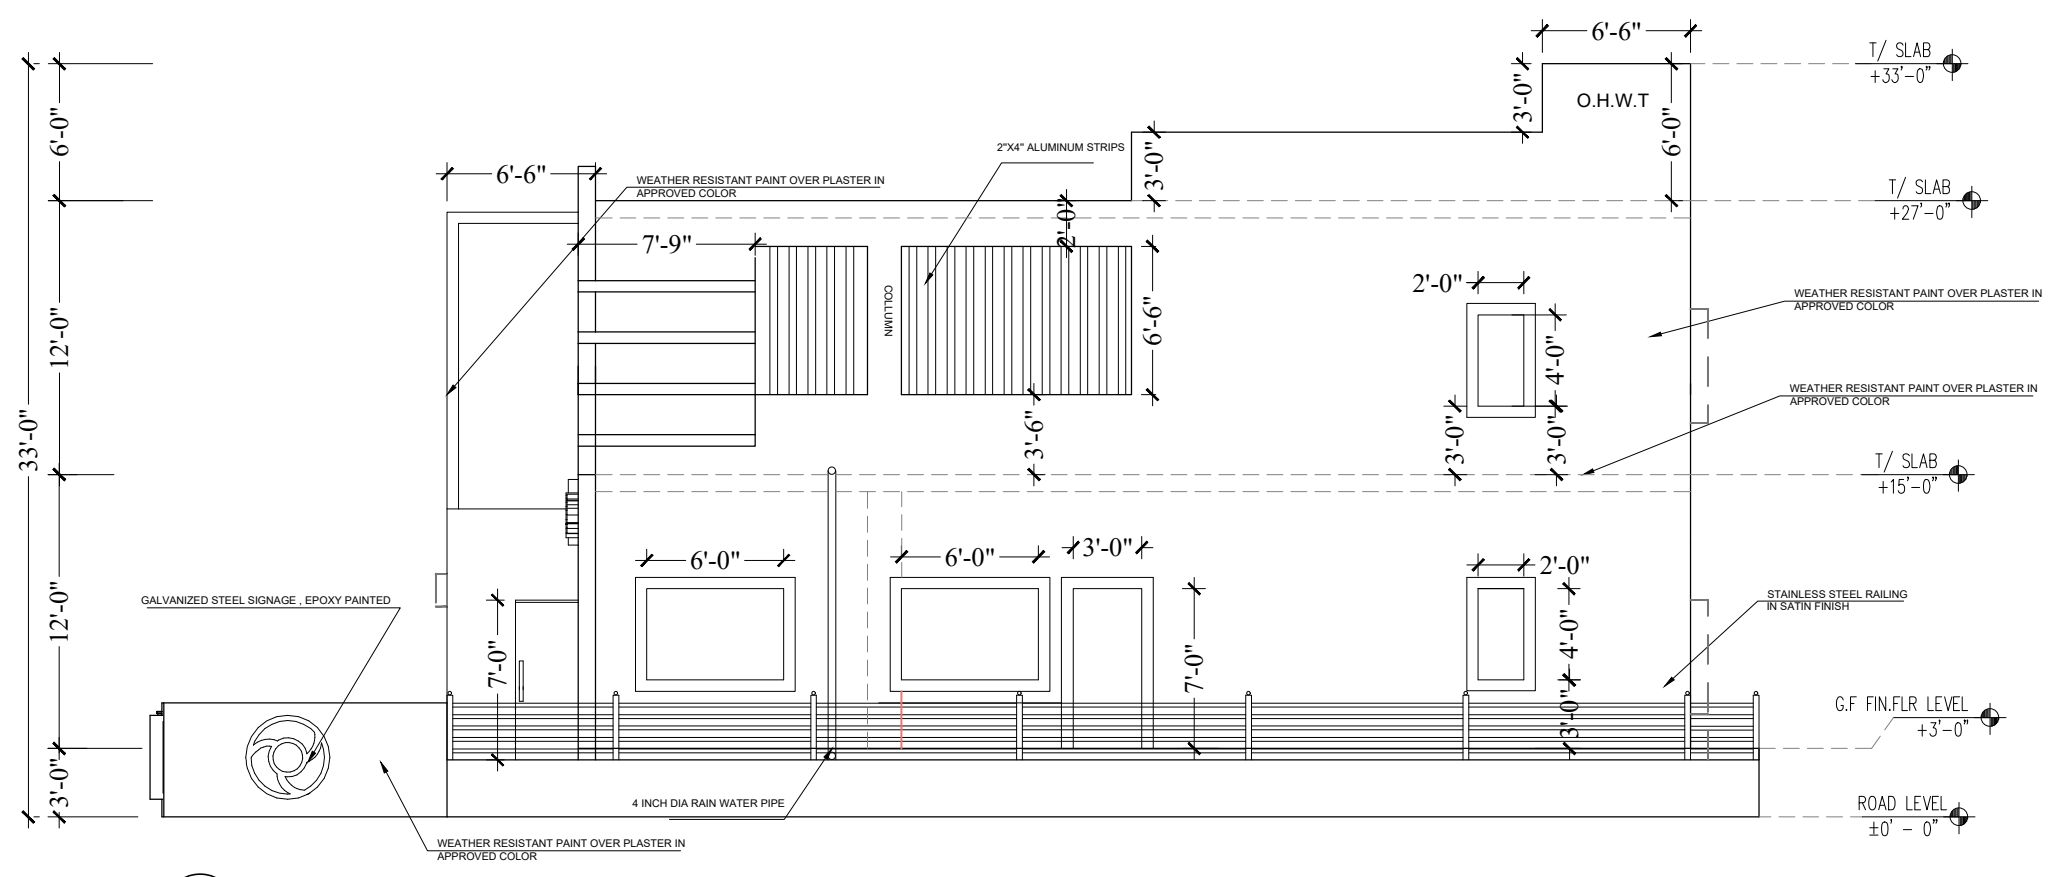 6'-6"
T/ SLAB
+33'-0"
O.H.W.T
3'-0"
6'-0"
6'-0"
2"X4" ALUMINUM STRIPS
3'-0"
6'-6"
WEATHER RESISTANT PAINT OVER PLASTER IN
APPROVED COLOR
T/ SLAB
+27'-0"
2'-0"
7'-9"
COLLUMN
6'-6"
2'-0"
WEATHER RESISTANT PAINT OVER PLASTER IN
APPROVED COLOR
12'-0"
4'-0"
WEATHER RESISTANT PAINT OVER PLASTER IN
APPROVED COLOR
33'-0"
3'-6"
3'-0"
3'-0"
T/ SLAB
+15'-0"
6'-0"
6'-0"
3'-0"
2'-0"
GALVANIZED STEEL SIGNAGE , EPOXY PAINTED
STAINLESS STEEL RAILING
IN SATIN FINISH
12'-0"
7'-0"
7'-0"
4'-0"
3'-0"
G.F FIN.FLR LEVEL
+3'-0"
3'-0"
4 INCH DIA RAIN WATER PIPE
ROAD LEVEL
±0' - 0"
WEATHER RESISTANT PAINT OVER PLASTER IN
APPROVED COLOR